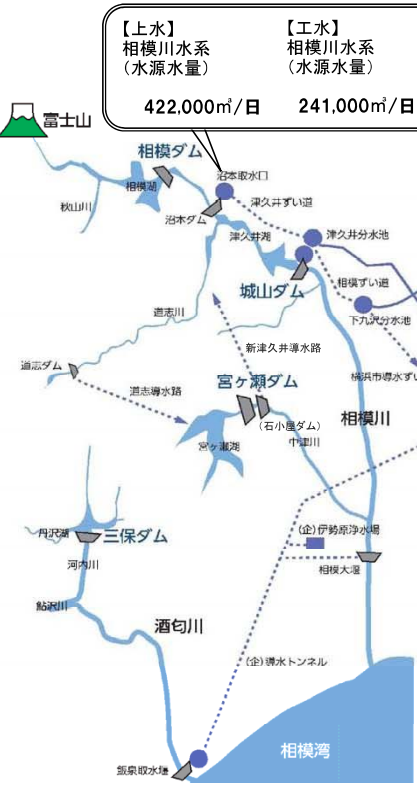 【上水】
相模川水系
(水源水量)
422,000㎥/日
【工水】
相模川水系
(水源水量)
241,000㎥/日
富士山
相模ダム
沼本取水口
相模湖
秋山川
沼本ダム
津久井ずい道
津久井湖
津久井分水池
城山ダム
相模ずい道
下九沢分水池
道志川
新津久井導水路
横浜市導水ずい
道志ダム
道志導水路
宮ヶ瀬ダム
(石小屋ダム)
相模川
宮ヶ瀬湖
中津川
(企)伊勢原浄水場
丹沢湖
三保ダム
相模大堰
河内川
鮎沢川
酒匂川
(企)導水トンネル
相模湾
飯泉取水堰